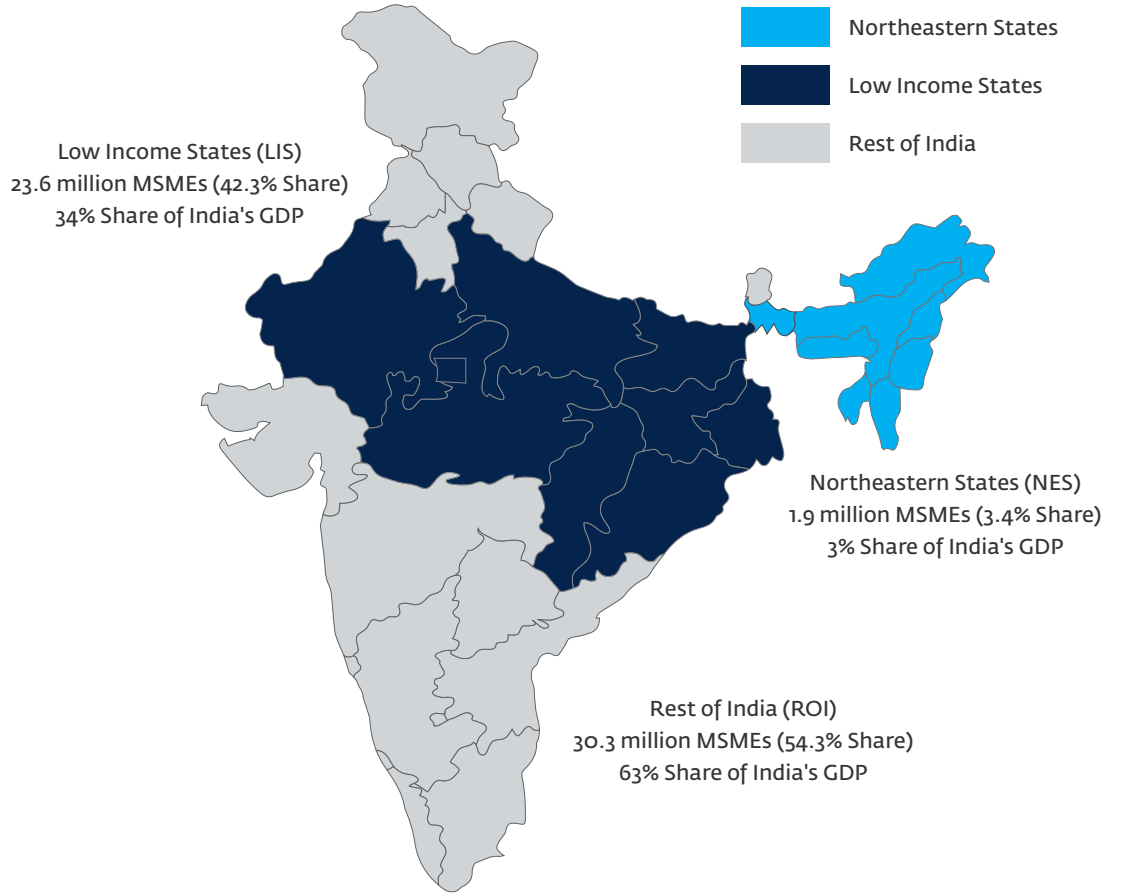 Northeastern States
Low Income States
Rest of India
Low Income States (LIS)
23.6 million MSMEs (42.3% Share)
34% Share of India's GDP
Northeastern States (NES)
1.9 million MSMEs (3.4% Share)
3% Share of India's GDP
Rest of India (ROI)
30.3 million MSMEs (54.3% Share)
63% Share of India's GDP